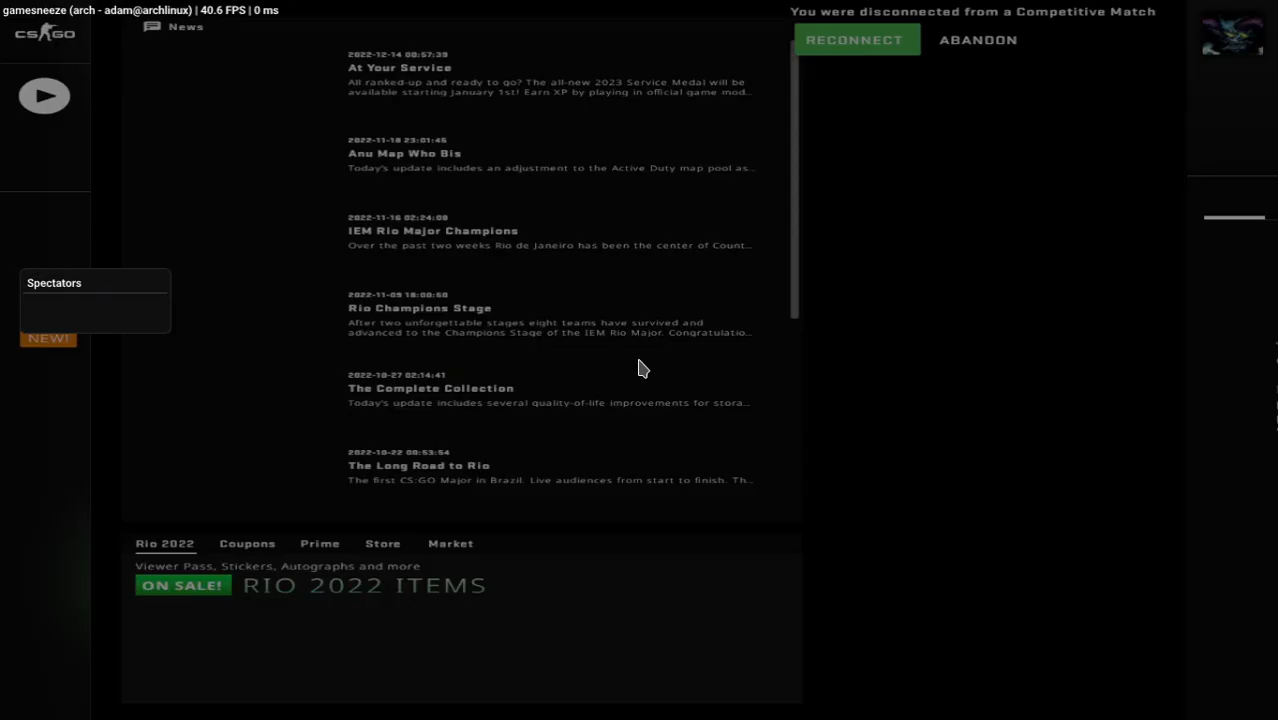 gamesneeze (arch - adam@archlinux) | 40.6 FPS | 0 ms
You were disconnected from a Competitive Match
RECONNECT
ABANDON
CS:GO
News
2022-12-14 00:57:39
At Your Service
All ranked-up and ready to go? The all-new 2023 Service Medal will be
available starting January 1st! Earn XP by playing in official game mod...
2022-11-18 23:01:45
Anu Map Who Bis
Today's update includes an adjustment to the Active Duty map pool as...
2022-11-16 02:24:09
IEM Rio Major Champions
Over the past two weeks Rio de Janeiro has been the center of Count...
2022-11-09 18:00:50
Rio Champions Stage
After two unforgettable stages eight teams have survived and
advanced to the Champions Stage of the IEM Rio Major. Congratulatio...
2022-10-27 02:14:41
The Complete Collection
Today's update includes several quality-of-life improvements for stora...
2022-10-22 00:53:54
The Long Road to Rio
The first CS:GO Major in Brazil. Live audiences from start to finish. Th...
Spectators
NEW!
Rio 2022
Coupons
Prime
Store
Market
Viewer Pass, Stickers, Autographs and more
ON SALE!
RIO 2022 ITEMS